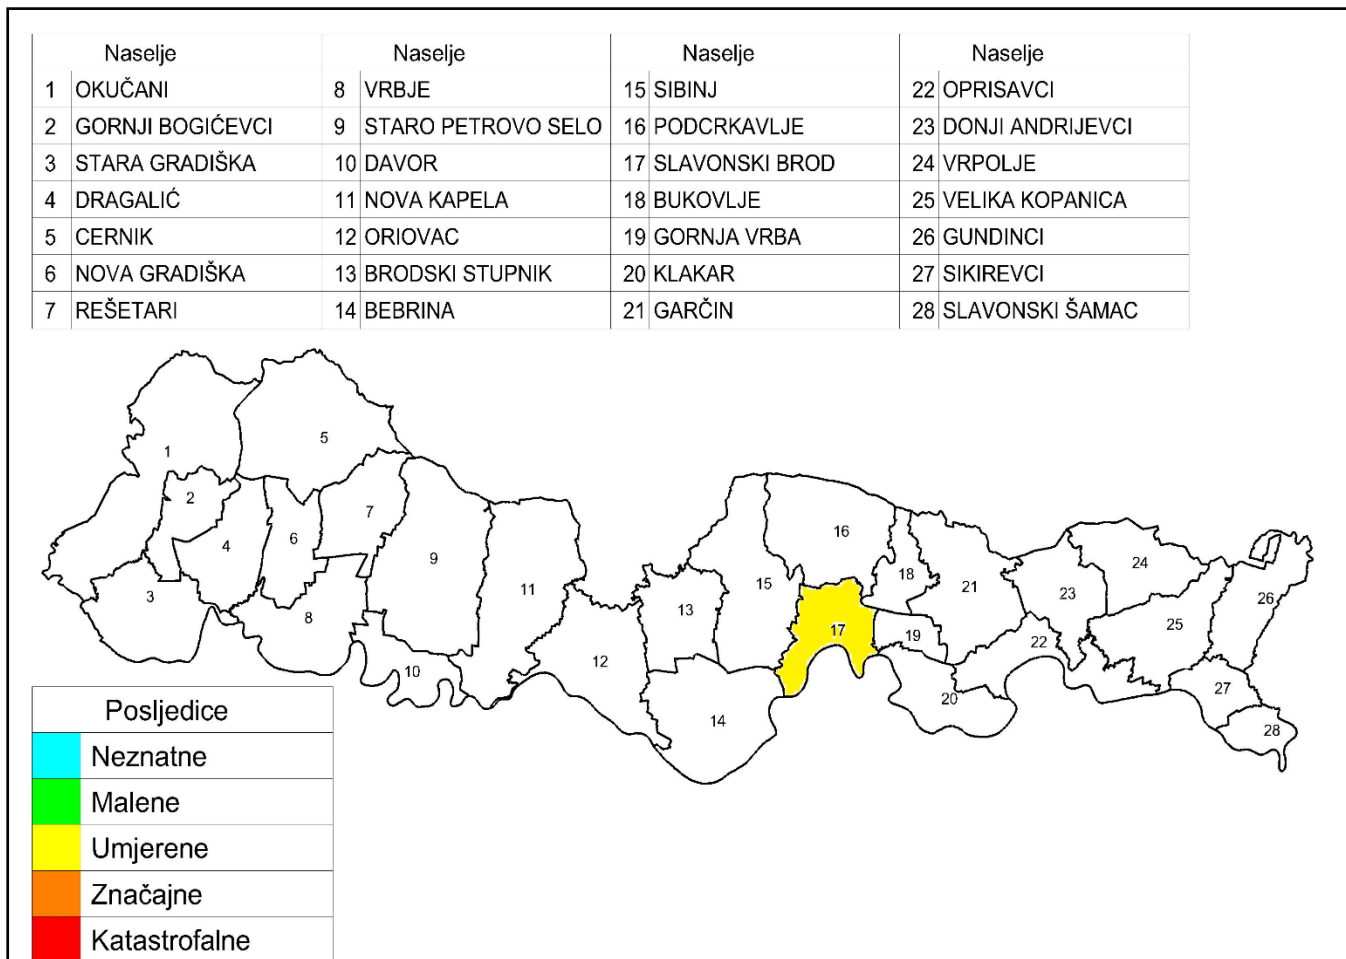 Naselje Naselje Naselje Naselje
1 OKUČANI 8 VRBJE 15 SIBINJ 22 OPRISAVCI
2 GORNJI BOGIĆEVCI 9 STARO PETROVO SELO 16 PODCRKAVLJE 23 DONJI ANDRIJEVCI
3 STARA GRADIŠKA 10 DAVOR 17 SLAVONSKI BROD 24 VRPOLJE
4 DRAGALIĆ 11 NOVA KAPELA 18 BUKOVLJE 25 VELIKA KOPANICA
5 CERNIK 12 ORIOVAC 19 GORNJA VRBA 26 GUNDINCI
6 NOVA GRADIŠKA 13 BRODSKI STUPNIK 20 KLAKAR 27 SIKIREVCI
7 REŠETARI 14 BEBRINA 21 GARČIN 28 SLAVONSKI ŠAMAC
5
1
2
7
16
6
4
9
24
18
15
11
21
23
3
26
13
8
25
17
19
22
12
10
27
20
14
28
Posljedice
Neznatne
Malene
Umjerene
Značajne
Katastrofalne